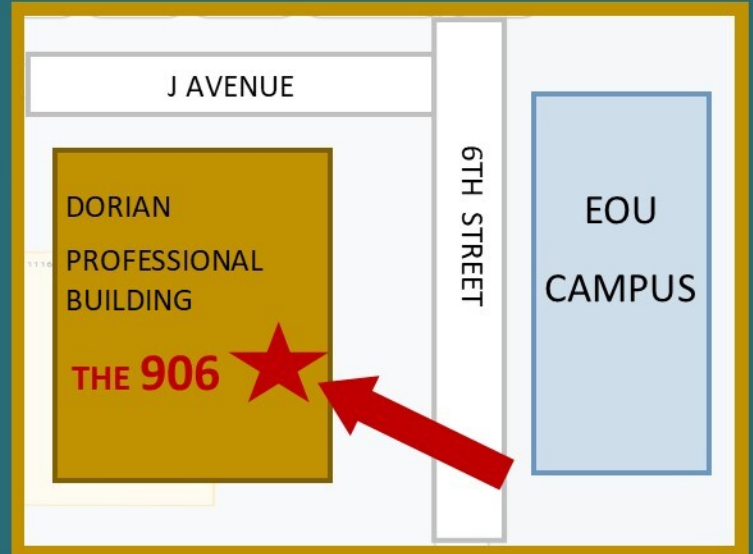 J AVENUE
DORIAN
PROFESSIONAL
BUILDING
THE 906
6TH STREET
EOU
CAMPUS